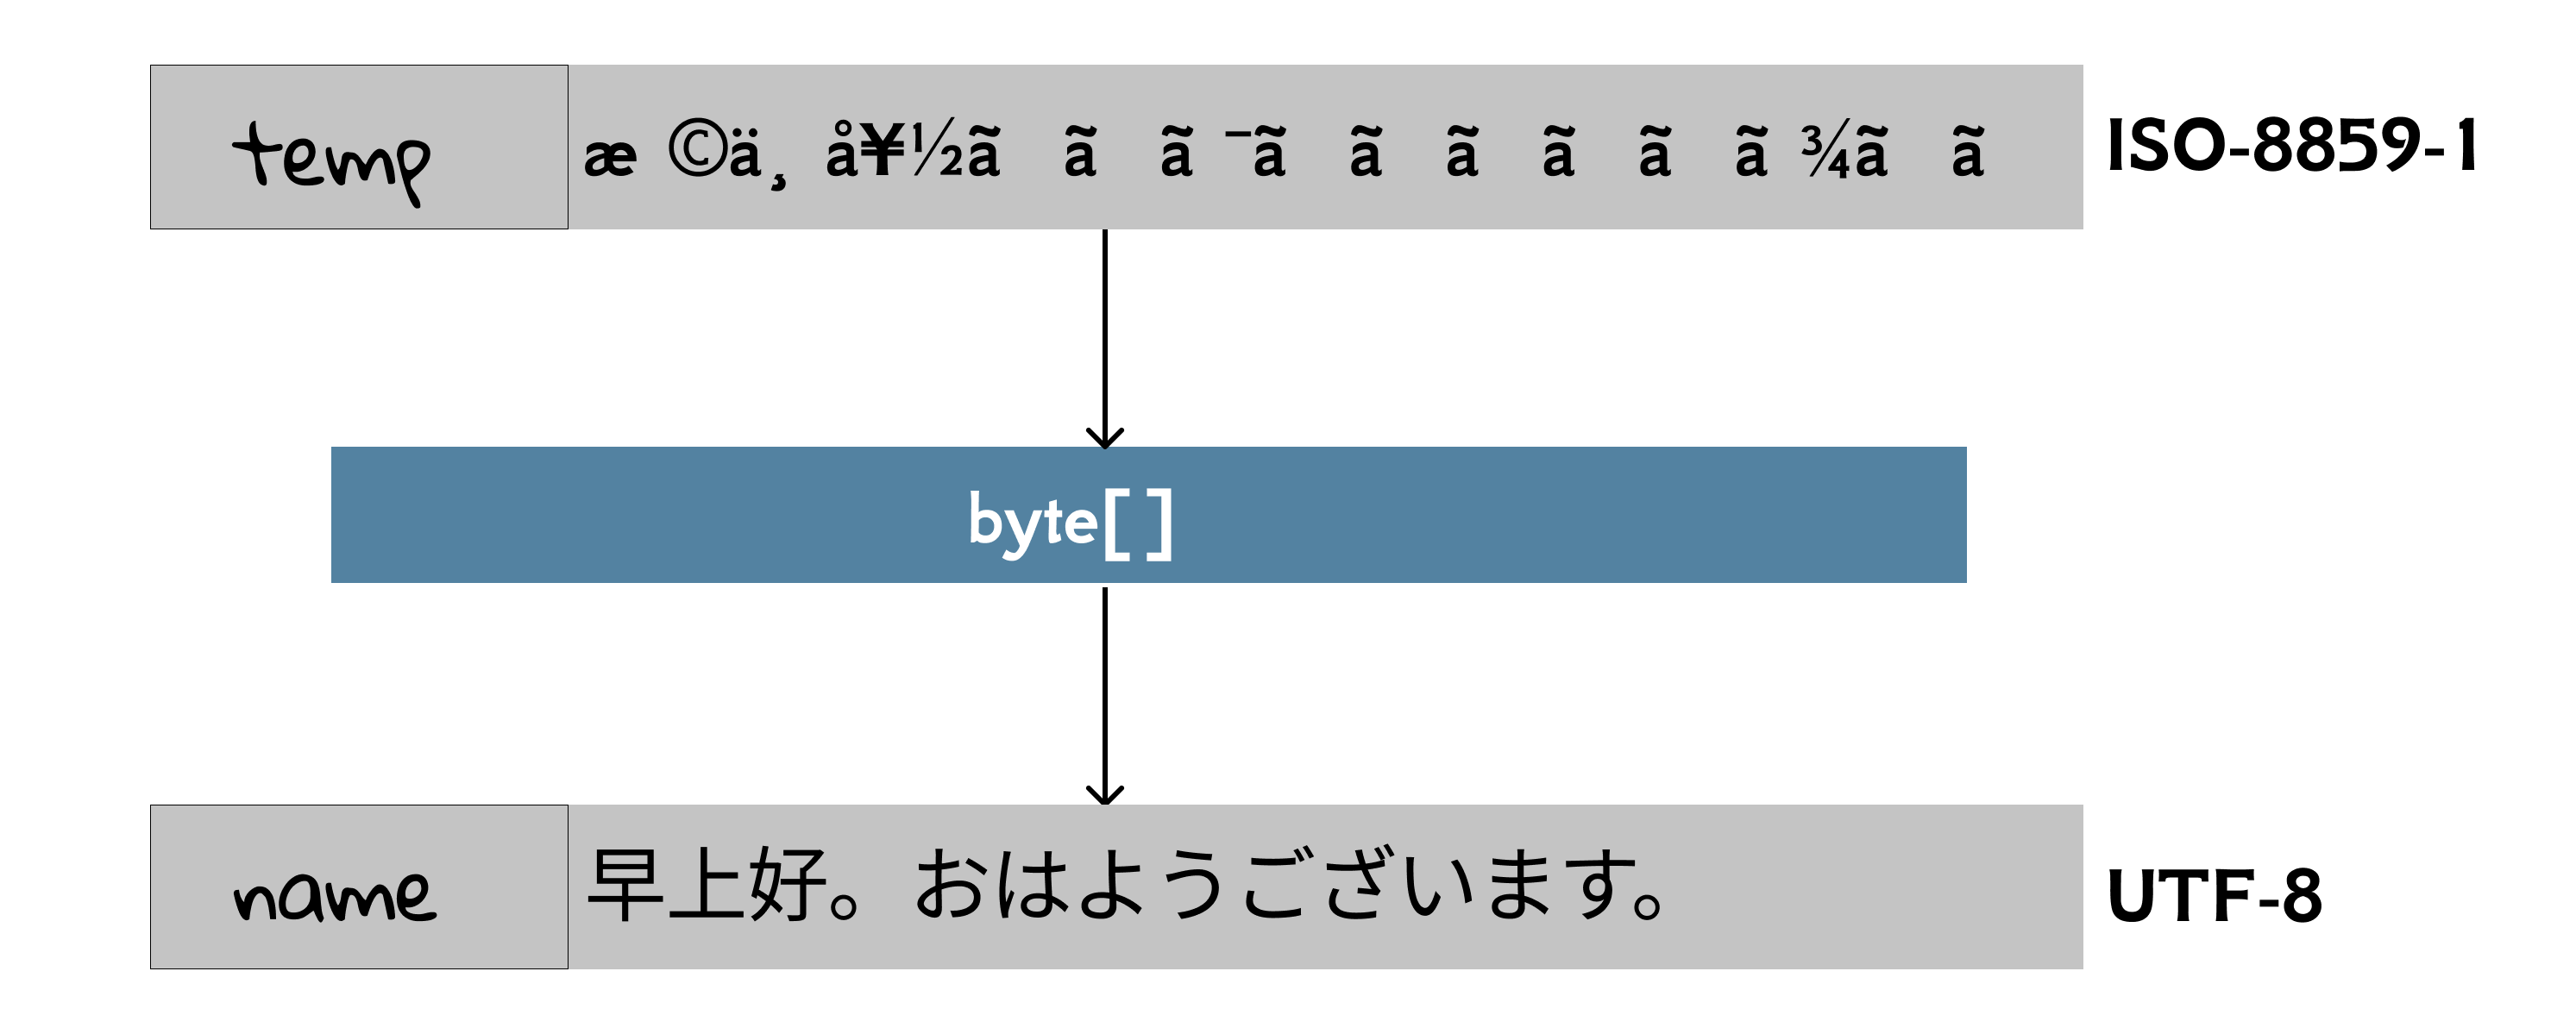 temp
æ ©ä¸ å¥½ã ã ã ¯ã ã ã ã ã ã ¾ã ã
ISO-8859-1
byte[]
name
早上好。おはようございます。
UTF-8